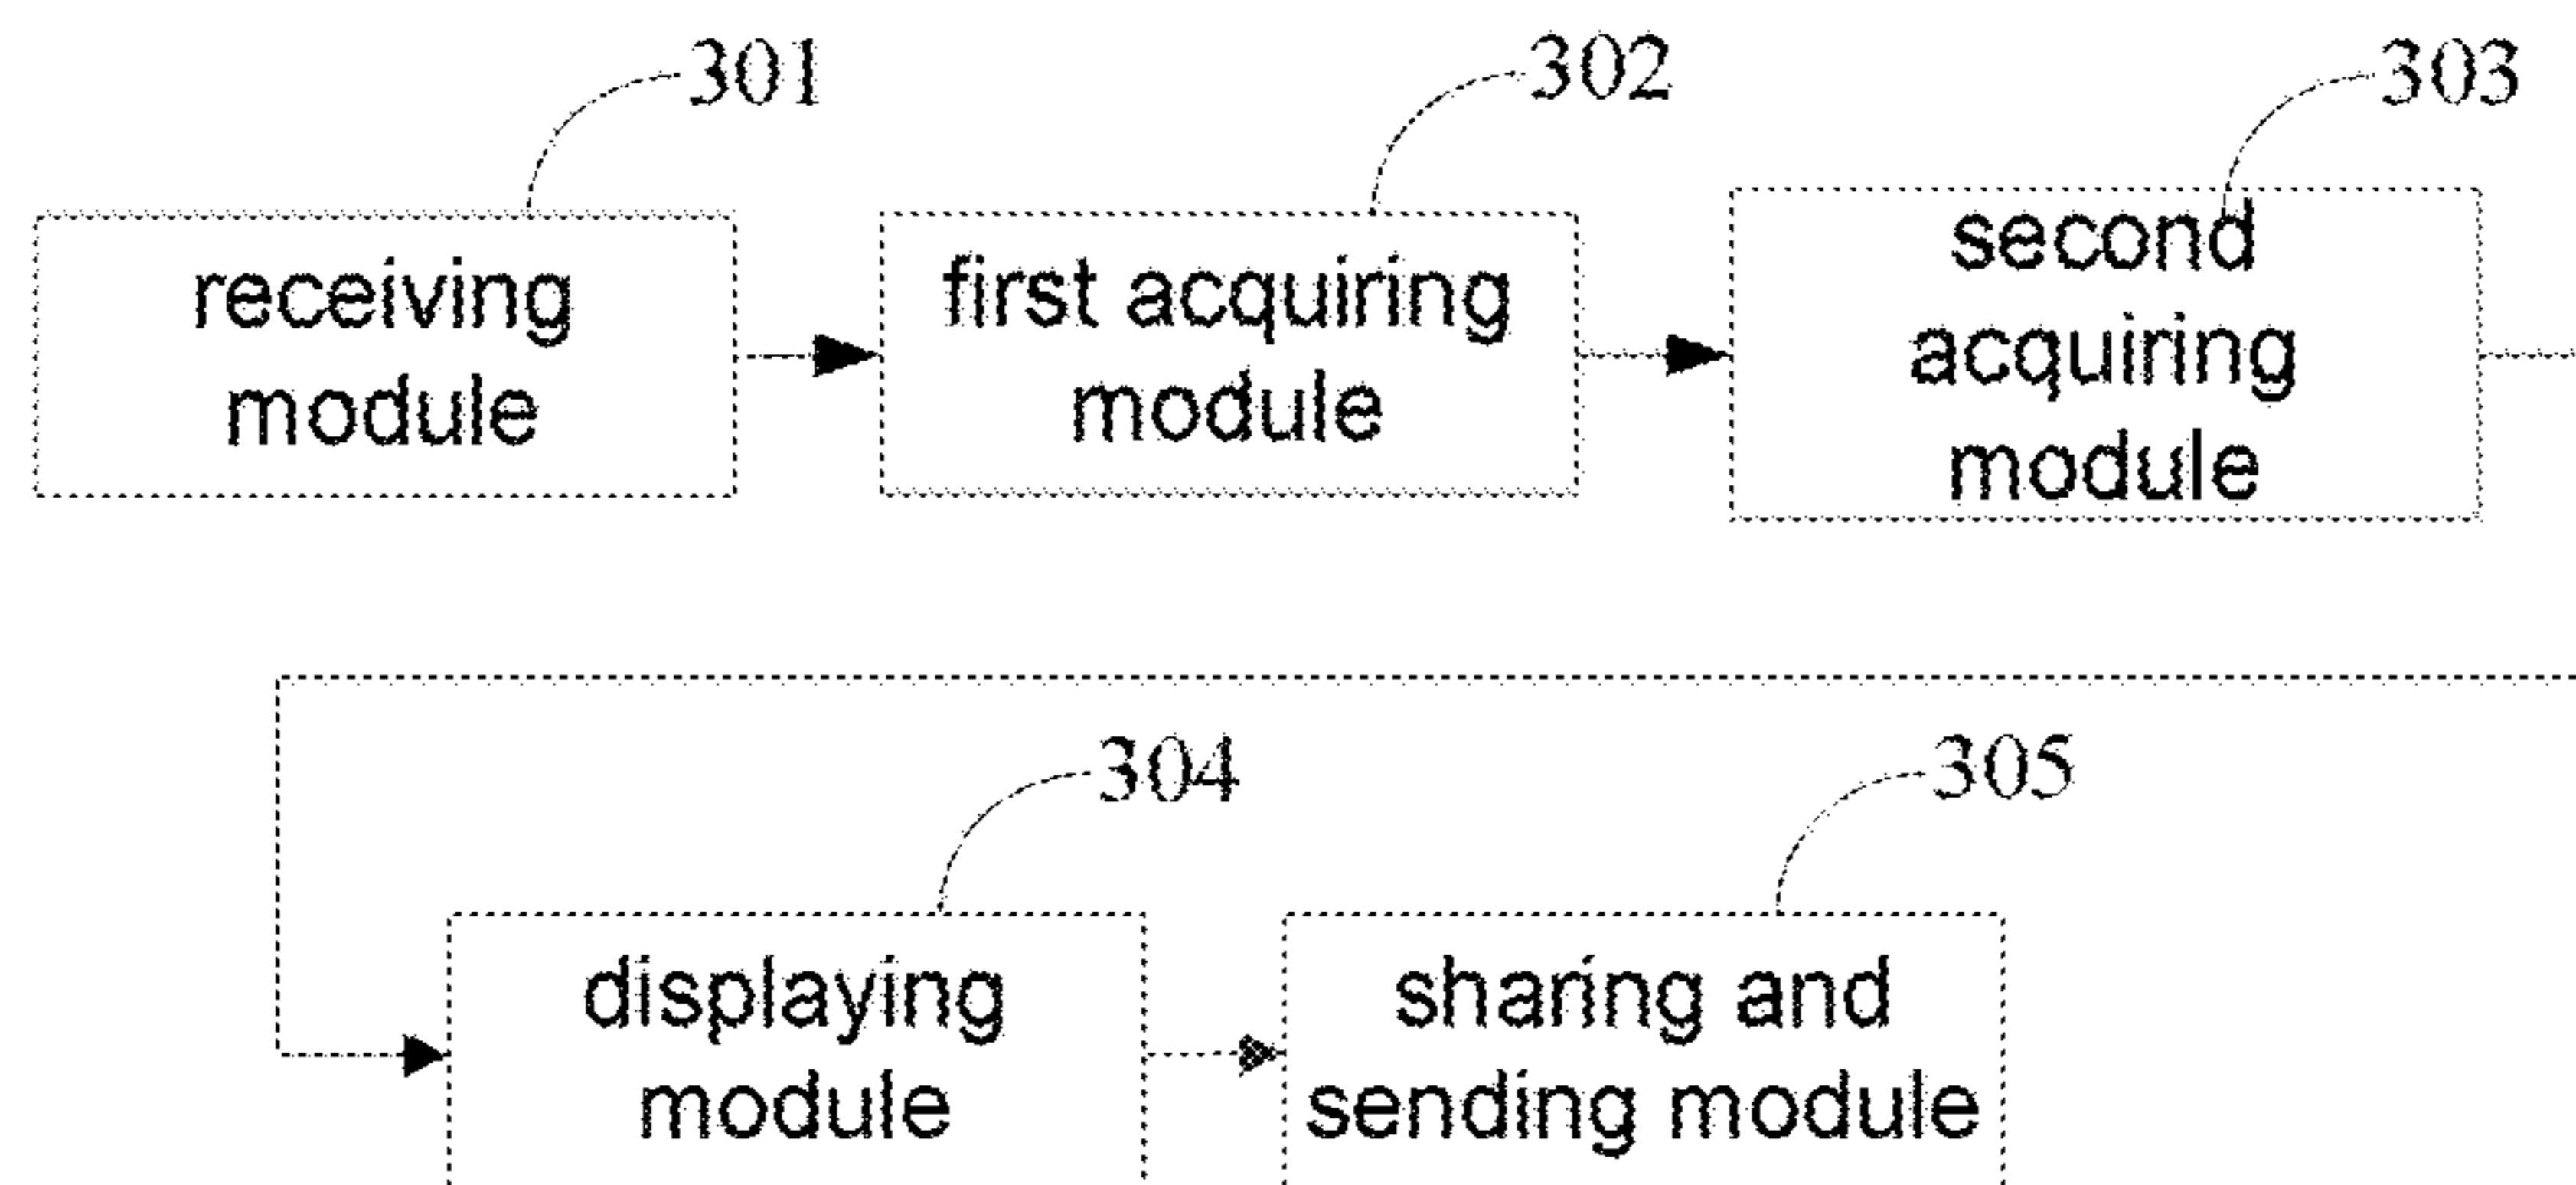 301
302
303
receiving
module
first acquiring
module
second
acquiring
module
304
305
displaying
module
sharing and
sending module